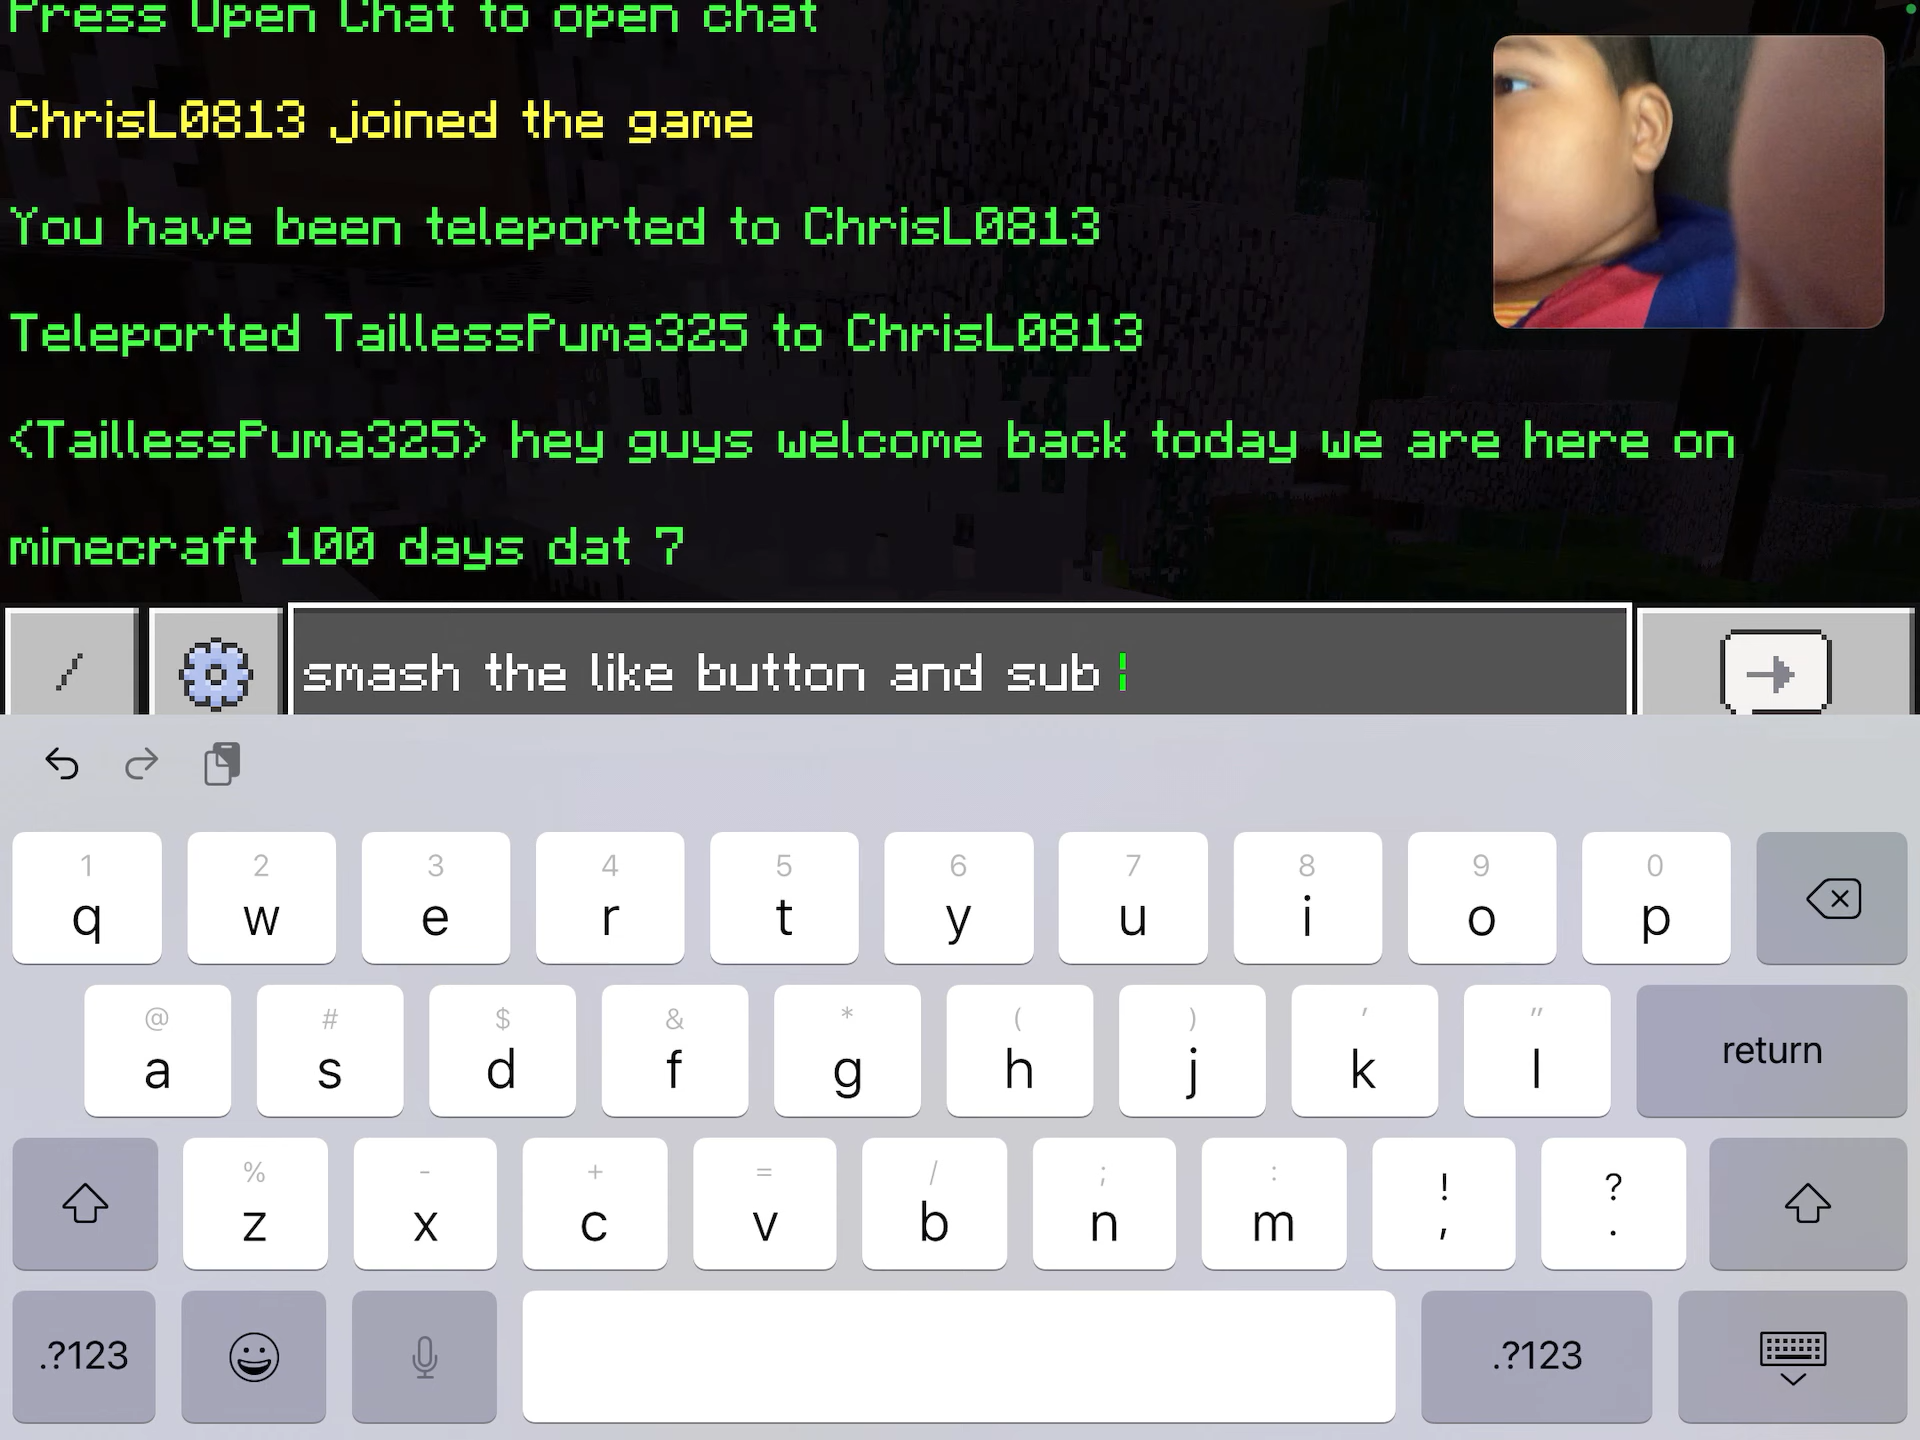 Press Open Chat to open chat
ChrisL0813 joined the game
You have been teleported to ChrisL0813
Teleported TaillessPuma325 to ChrisL0813
<TaillessPuma325> hey guys welcome back today we are here on
minecraft 100 days dat 7
/ smash the like button and sub
1 2 3 4 5 6 7 8 9 0
q w e r t y u i o p
@ # $ & * ( ) ' "
a s d f g h j k l return
% - + = / ; : ! ?
z x c v b n m , .
.?123 .?123